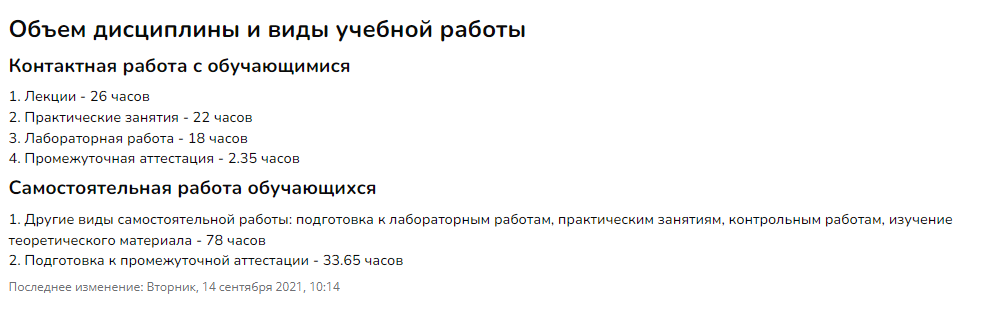 Объем дисциплины и виды учебной работы
Контактная работа с обучающимися
1. Лекции - 26 часов
2. Практические занятия - 22 часов
3. Лабораторная работа - 18 часов
4. Промежуточная аттестация - 2.35 часов
Самостоятельная работа обучающихся
1. Другие виды самостоятельной работы: подготовка к лабораторным работам, практическим занятиям, контрольным работам, изучение
теоретического материала - 78 часов
2. Подготовка к промежуточной аттестации - 33.65 часов
Последнее изменение: Вторник, 14 сентября 2021, 10:14